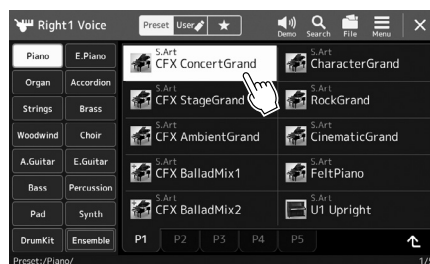 Right1 Voice
Preset User ★
Demo Search File Menu ×
Piano E.Piano
Organ Accordion
Strings Brass
Woodwind Choir
A.Guitar E.Guitar
Bass Percussion
Pad Synth
DrumKit Ensemble
S.Art
CFX ConcertGrand
S.Art
CharacterGrand
S.Art
CFX StageGrand
S.Art
RockGrand
S.Art
CFX AmbientGrand
S.Art
CinematicGrand
S.Art
CFX BalladMix1
S.Art
FeltPiano
S.Art
CFX BalladMix2
S.Art
U1 Upright
P1 P2 P3 P4 P5
Preset:/Piano/ 1/5